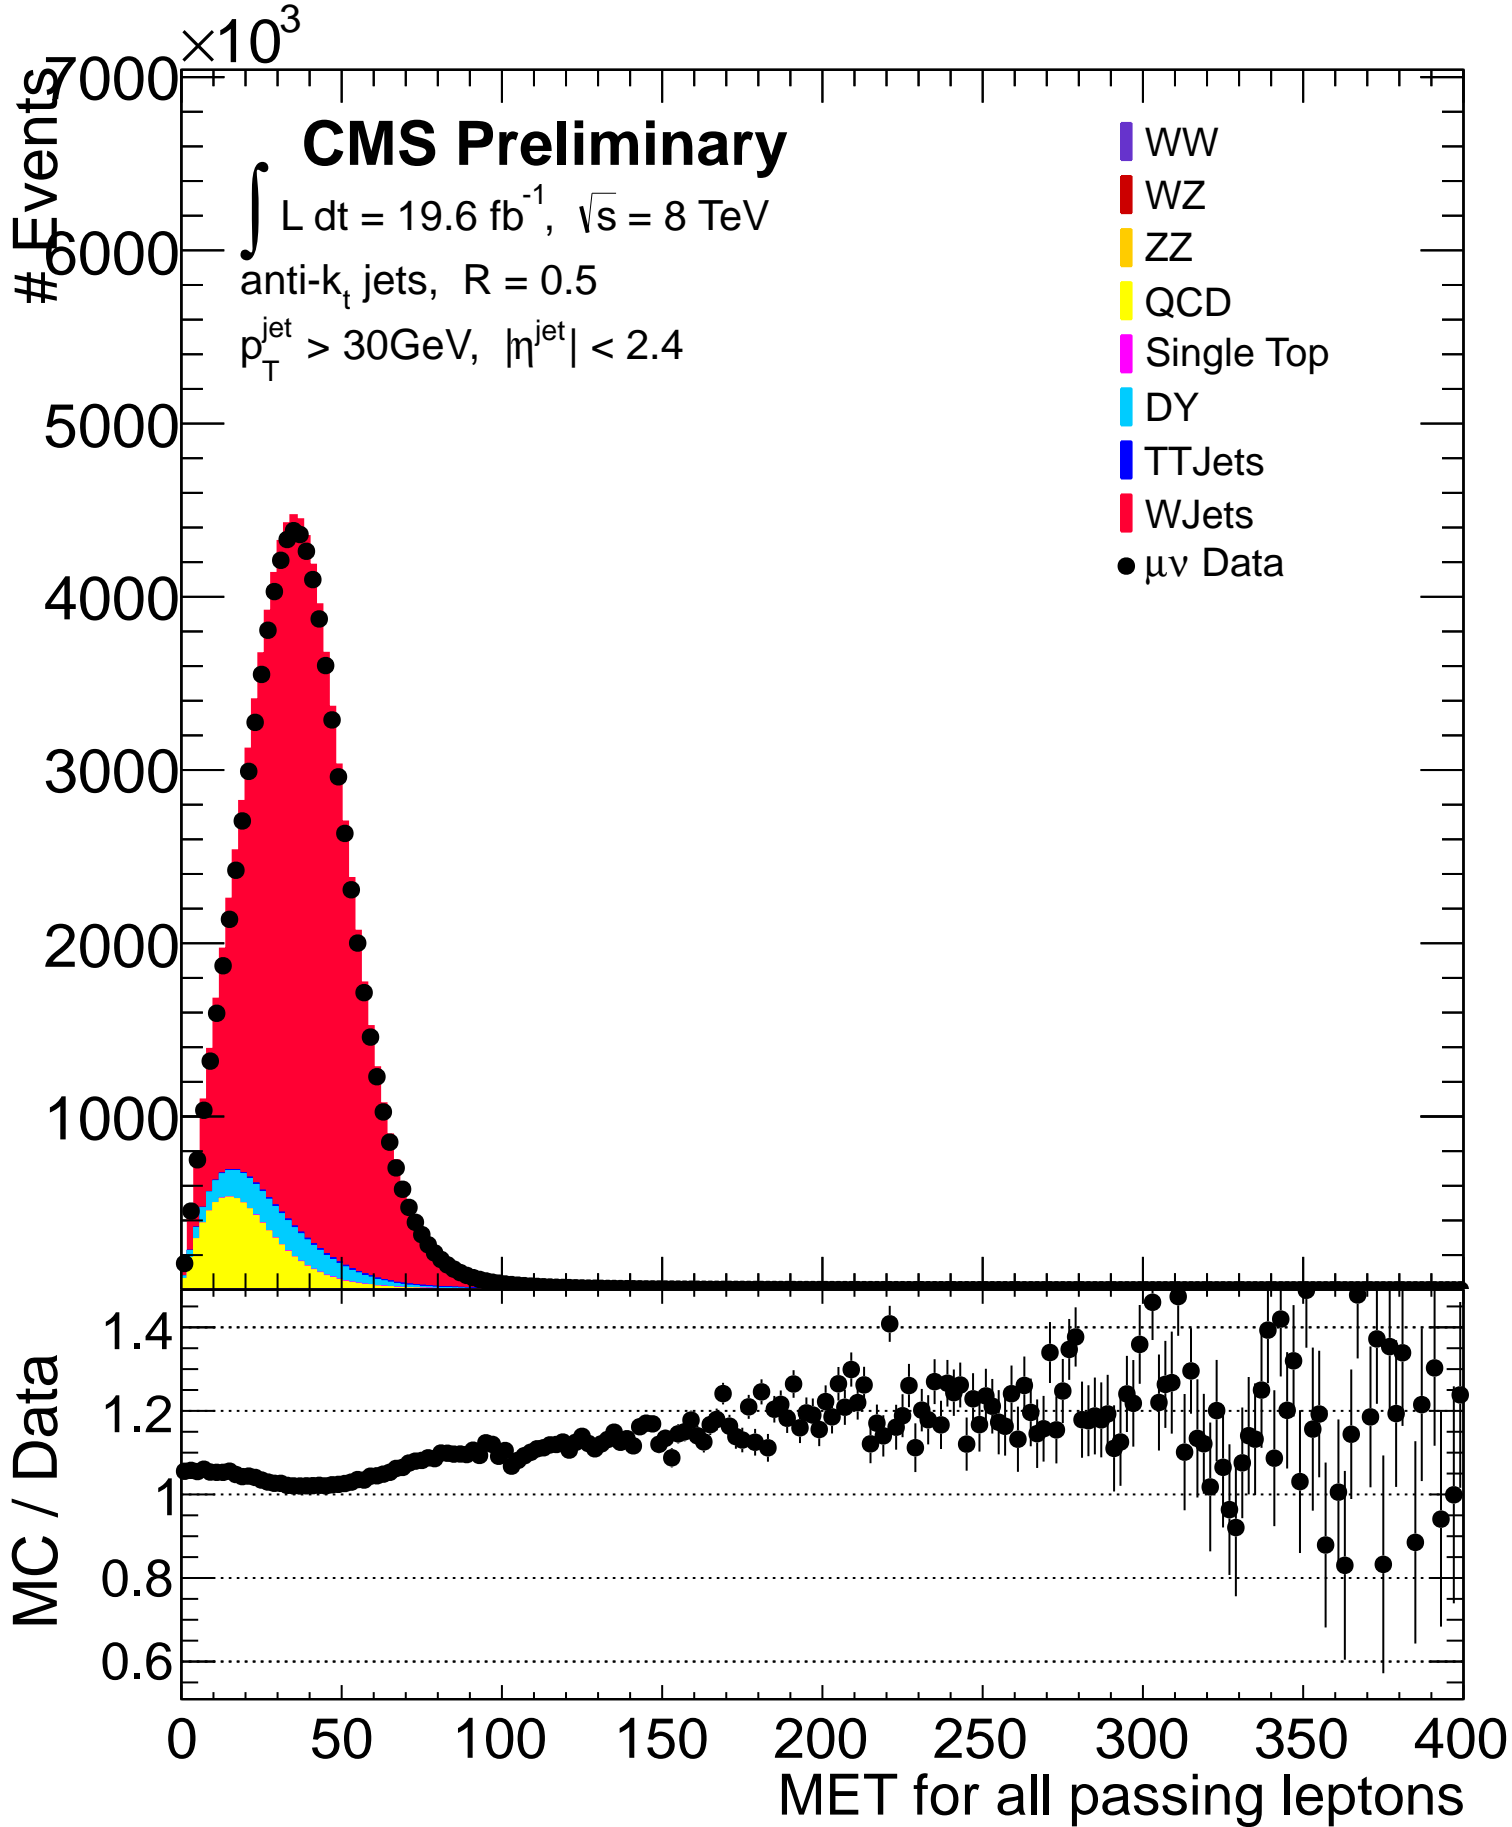 ×10³
# Events
7000
6000
5000
4000
3000
2000
1000
CMS Preliminary
∫ L dt = 19.6 fb⁻¹, √s = 8 TeV
anti-kₜ jets, R = 0.5
p_T^jet > 30GeV, |η^jet| < 2.4
WW
WZ
ZZ
QCD
Single Top
DY
TTJets
WJets
μν Data
MC / Data
1.4
1.2
1
0.8
0.6
0 50 100 150 200 250 300 350 400
MET for all passing leptons